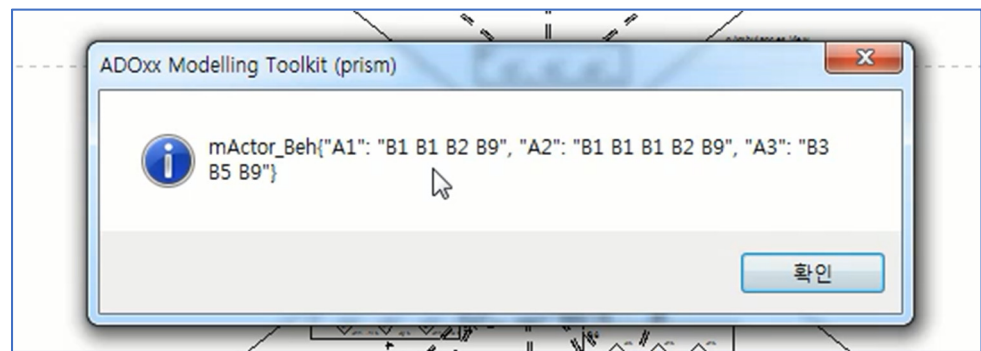 ADOxx Modelling Toolkit (prism)
mActor_Beh{"A1": "B1 B1 B2 B9", "A2": "B1 B1 B1 B2 B9", "A3": "B3
B5 B9"}
확인